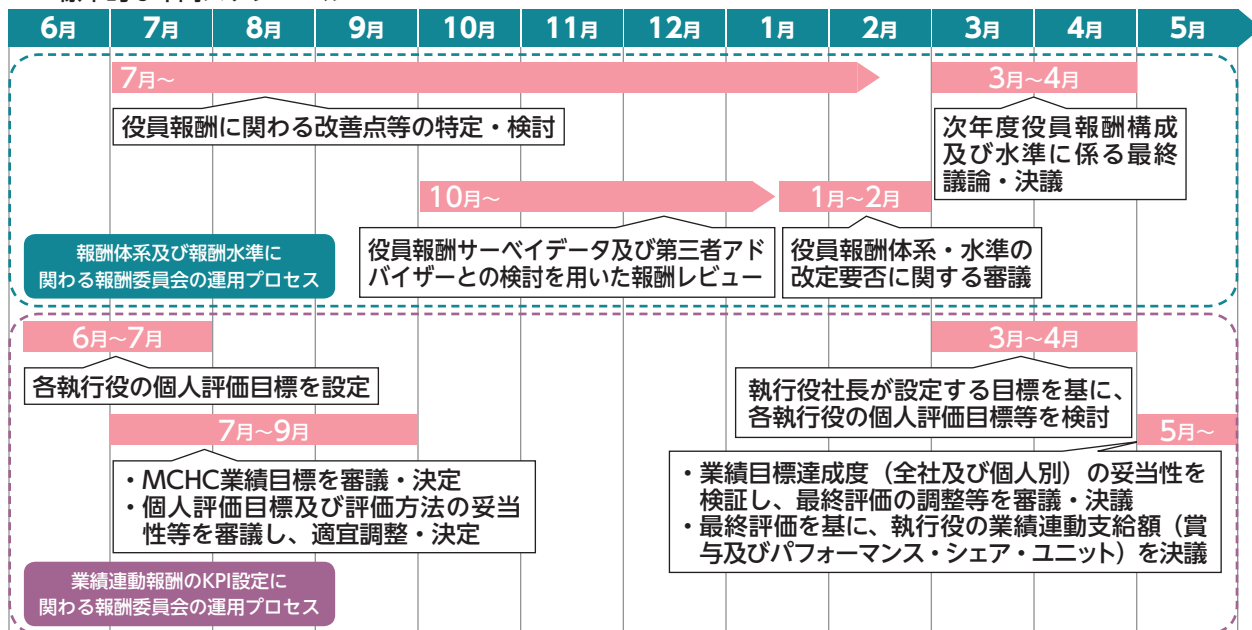 6月 7月 8月 9月 10月 11月 12月 1月 2月 3月 4月 5月
7月～
役員報酬に関わる改善点等の特定・検討
3月～4月
次年度役員報酬構成
及び水準に係る最終
議論・決議
10月～
役員報酬サーベイデータ及び第三者アド
バイザーとの検討を用いた報酬レビュー
1月～2月
役員報酬体系・水準の
改定要否に関する審議
報酬体系及び報酬水準に
関わる報酬委員会の運用プロセス
6月～7月
各執行役の個人評価目標を設定
3月～4月
執行役社長が設定する目標を基に、
各執行役の個人評価目標等を検討
7月～9月
・MCHC業績目標を審議・決定
・個人評価目標及び評価方法の妥当
性等を審議し、適宜調整・決定
5月～
・業績目標達成度（全社及び個人別）の妥当性を
検証し、最終評価の調整等を審議・決議
・最終評価を基に、執行役の業績連動支給額（賞
与及びパフォーマンス・シェア・ユニット）を決議
業績連動報酬のKPI設定に
関わる報酬委員会の運用プロセス